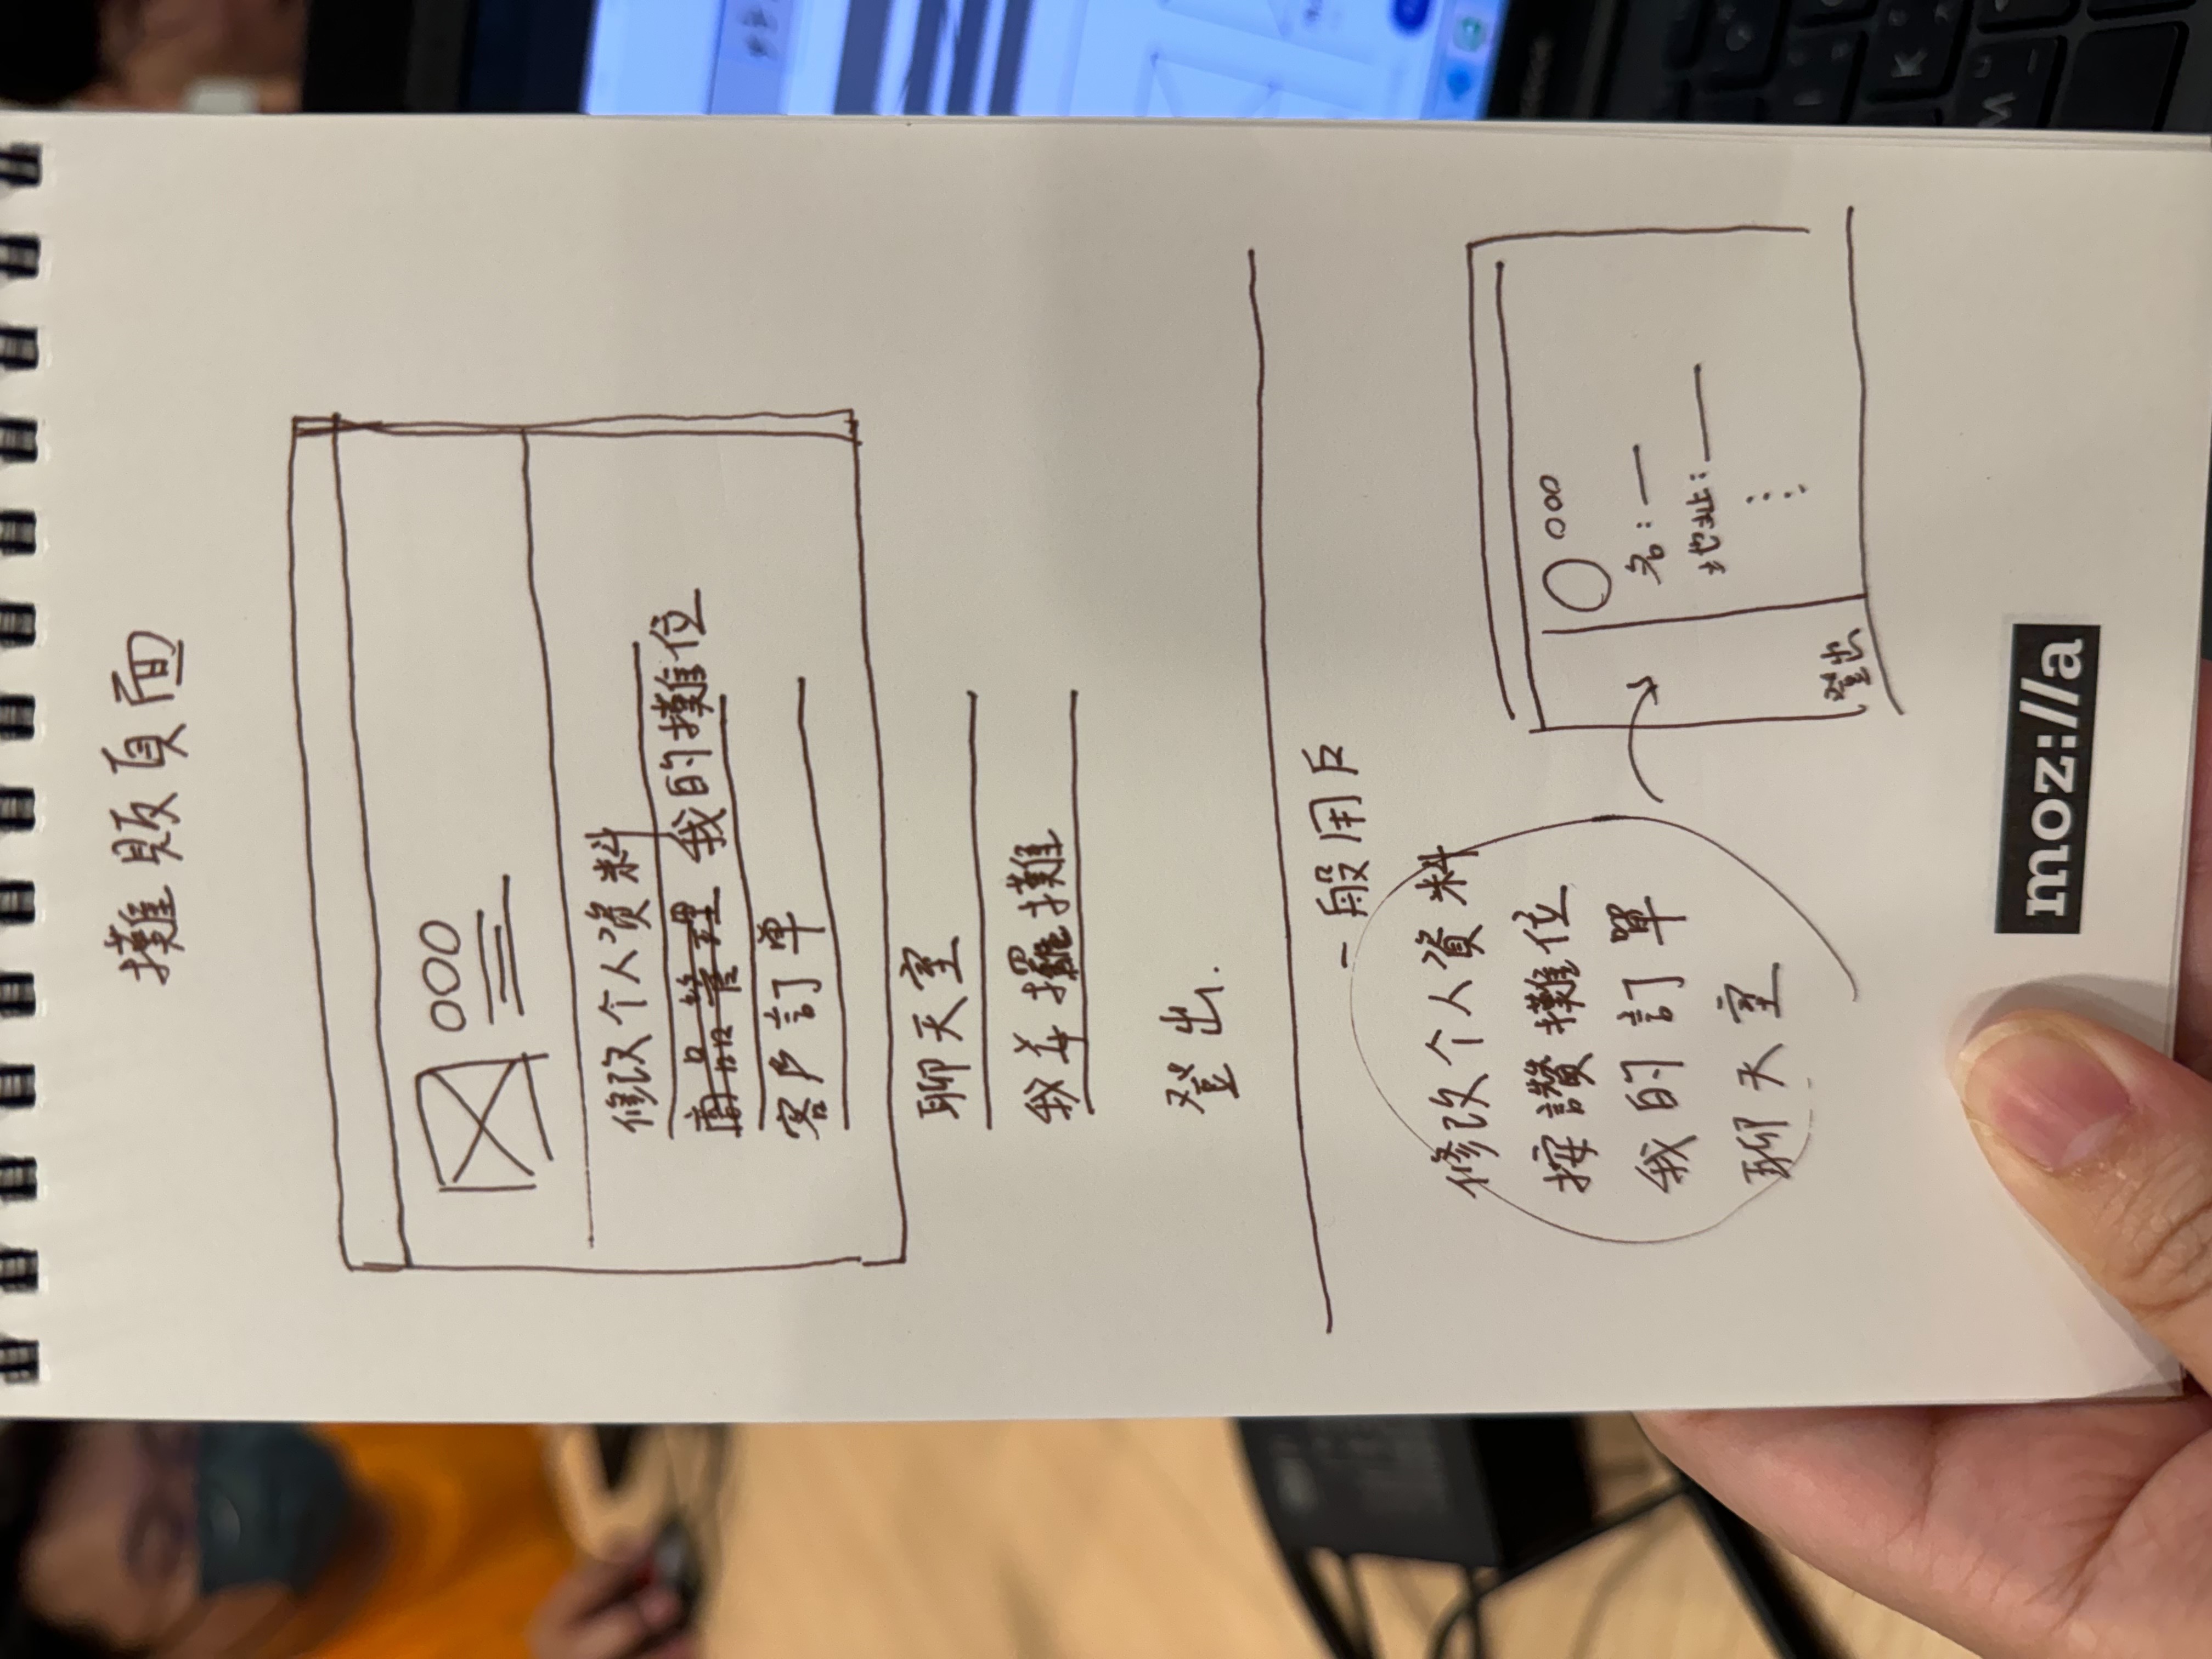 攤販頁面
OOO
修改个人資料
商品管理 我的攤位
客戶訂单
聊天室
我要擺攤
登出.
一般用戶
修改个人資料
按讚攤位
我的訂單
聊天室
OOO
名:
地址:
登出
moz://a